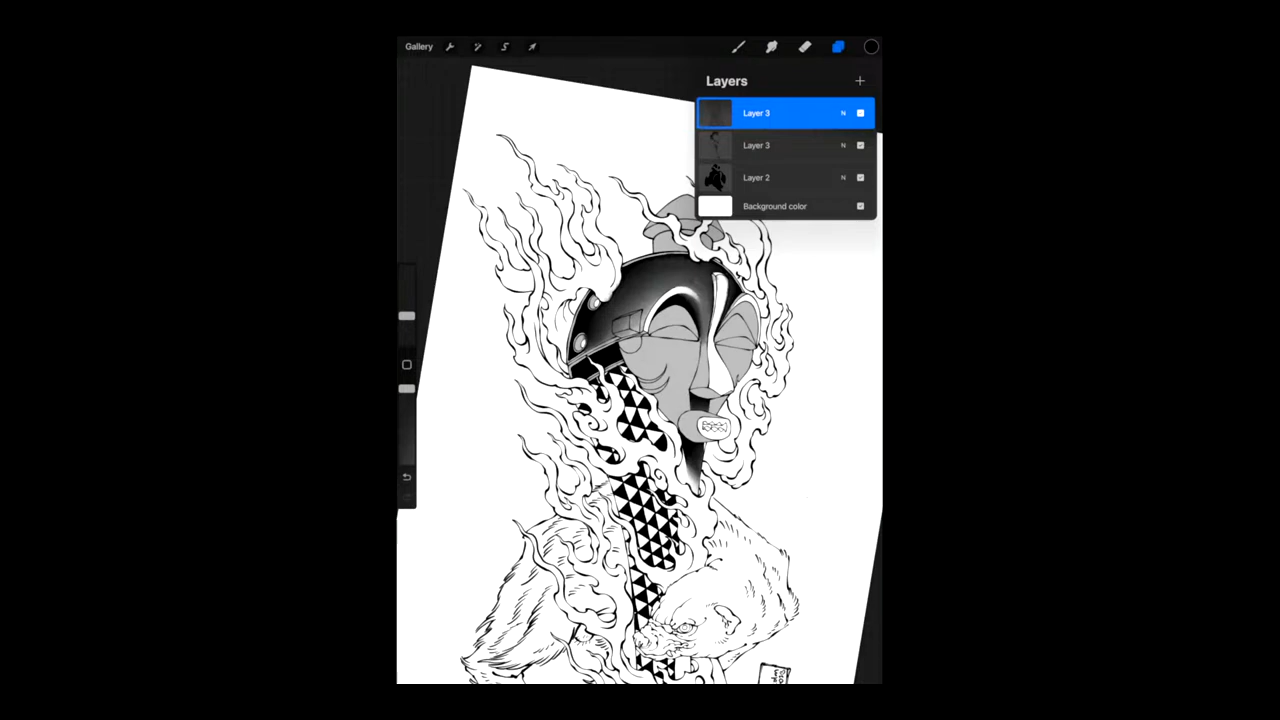 Gallery
Layers
Layer 3 N
Layer 3 N
Layer 2 N
Background color